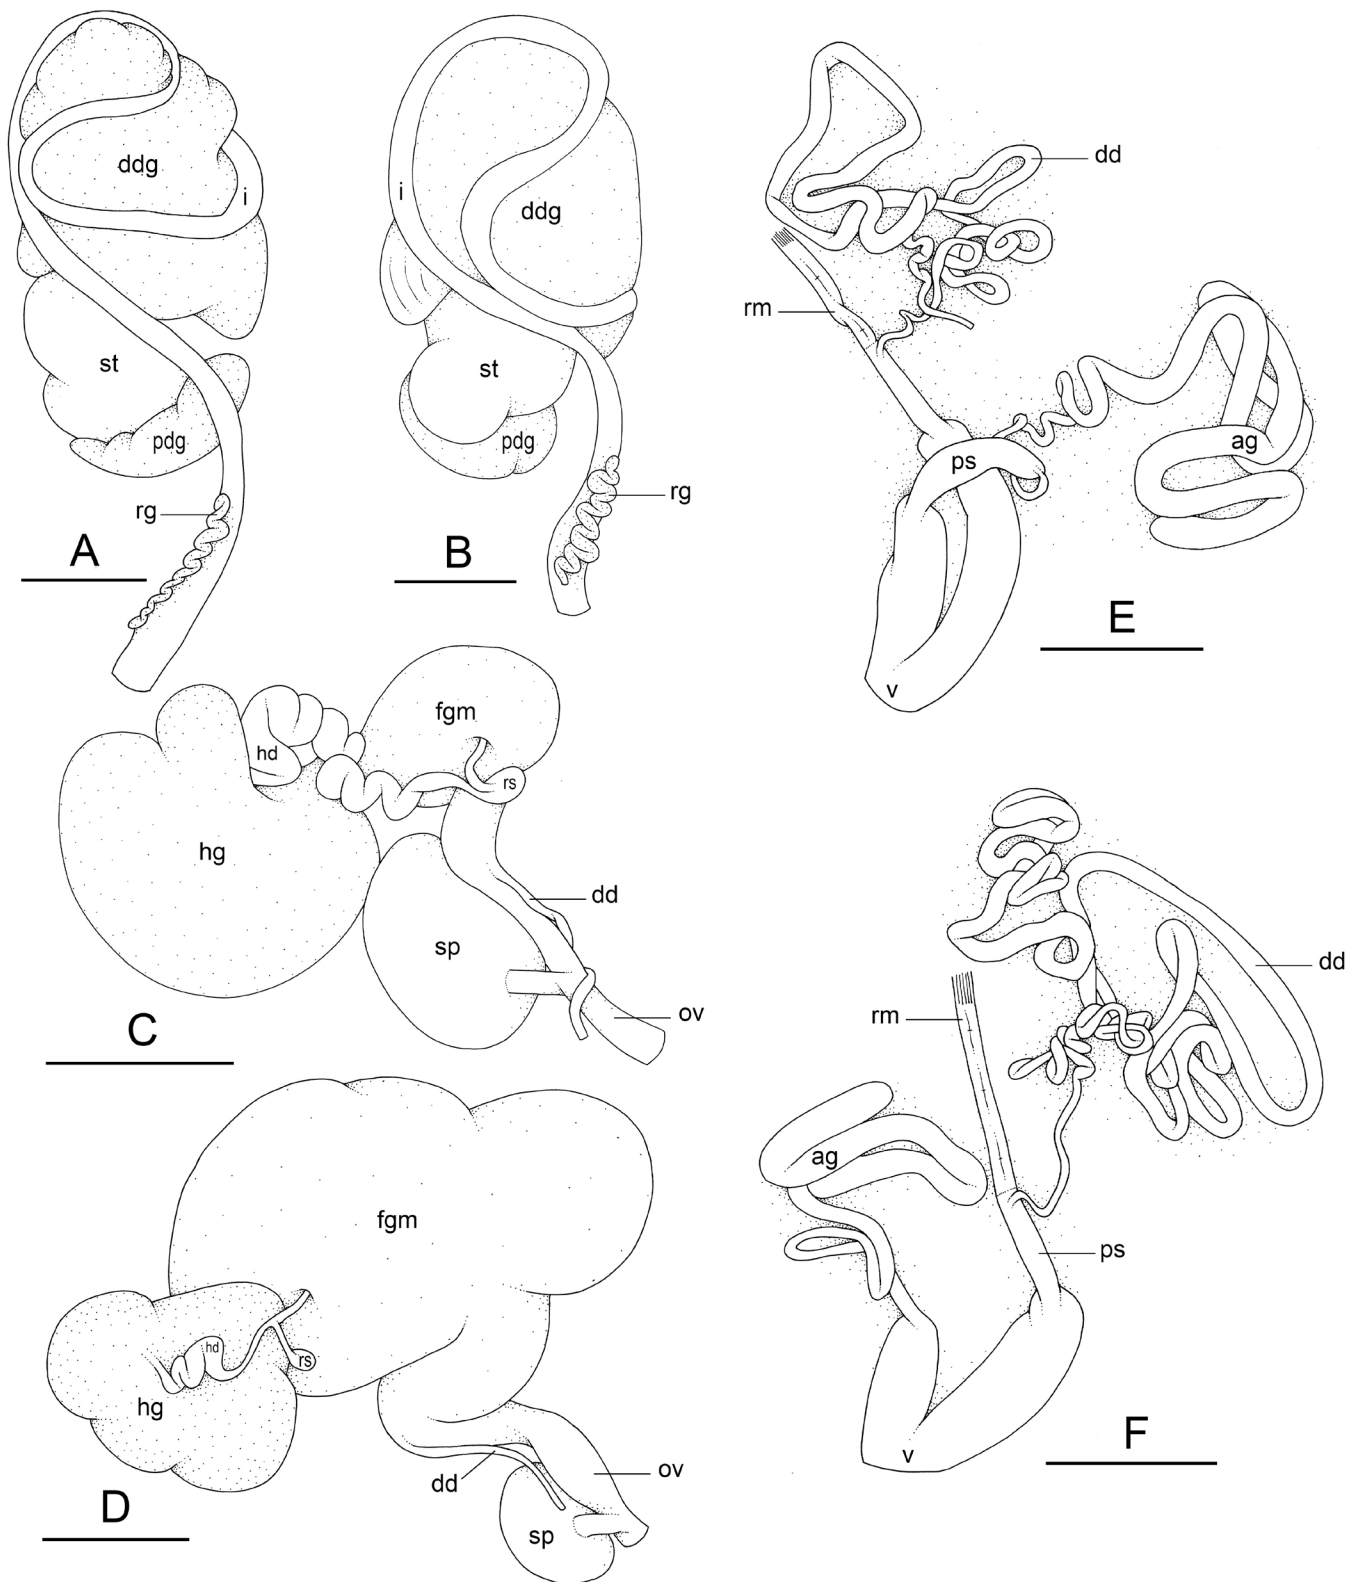 ddg
i
st
pdg
rg
A
i
ddg
st
pdg
rg
B
fgm
hd
rs
hg
dd
sp
ov
C
fgm
hd
rs
hg
dd
ov
sp
D
dd
rm
ag
ps
v
E
dd
rm
ag
ps
v
F